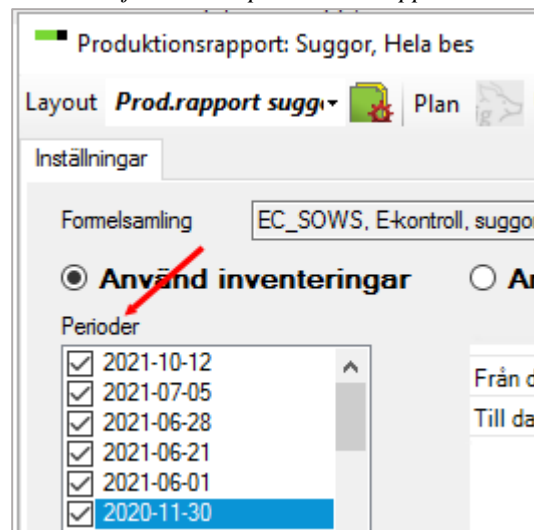 Produktionsrapport: Suggor, Hela bes
Layout Prod.rapport sugg Plan
Inställningar
Formelsamling EC_SOWS, E-kontroll, suggor
Använd inventeringar
Perioder
2021-10-12
2021-07-05
Från d
2021-06-28
Till da
2021-06-21
2021-06-01
2020-11-30